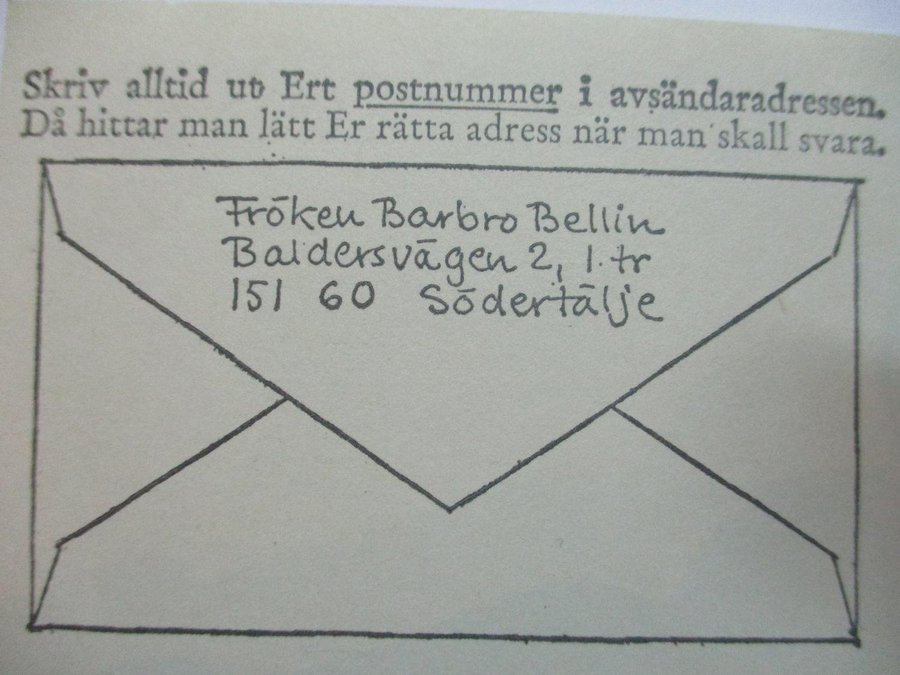 Skriv alltid ut Ert postnummer i avsändaradressen.
Då hittar man lätt Er rätta adress när man skall svara.
Fröken Barbro Bellin
Baldersvägen 2, 1 tr
151 60 Södertälje